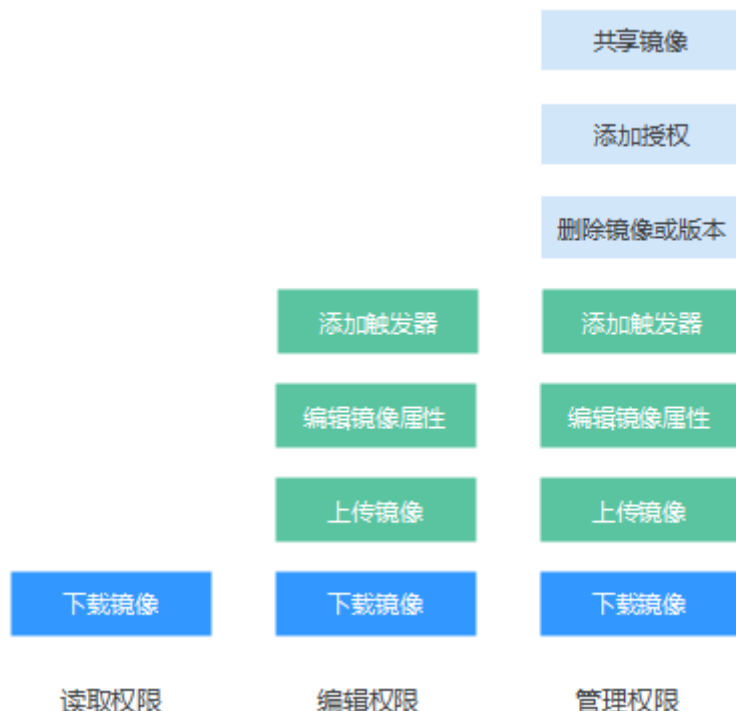 共享镜像
添加授权
删除镜像或版本
添加触发器 添加触发器
编辑镜像属性 编辑镜像属性
上传镜像 上传镜像
下载镜像 下载镜像 下载镜像
读取权限 编辑权限 管理权限